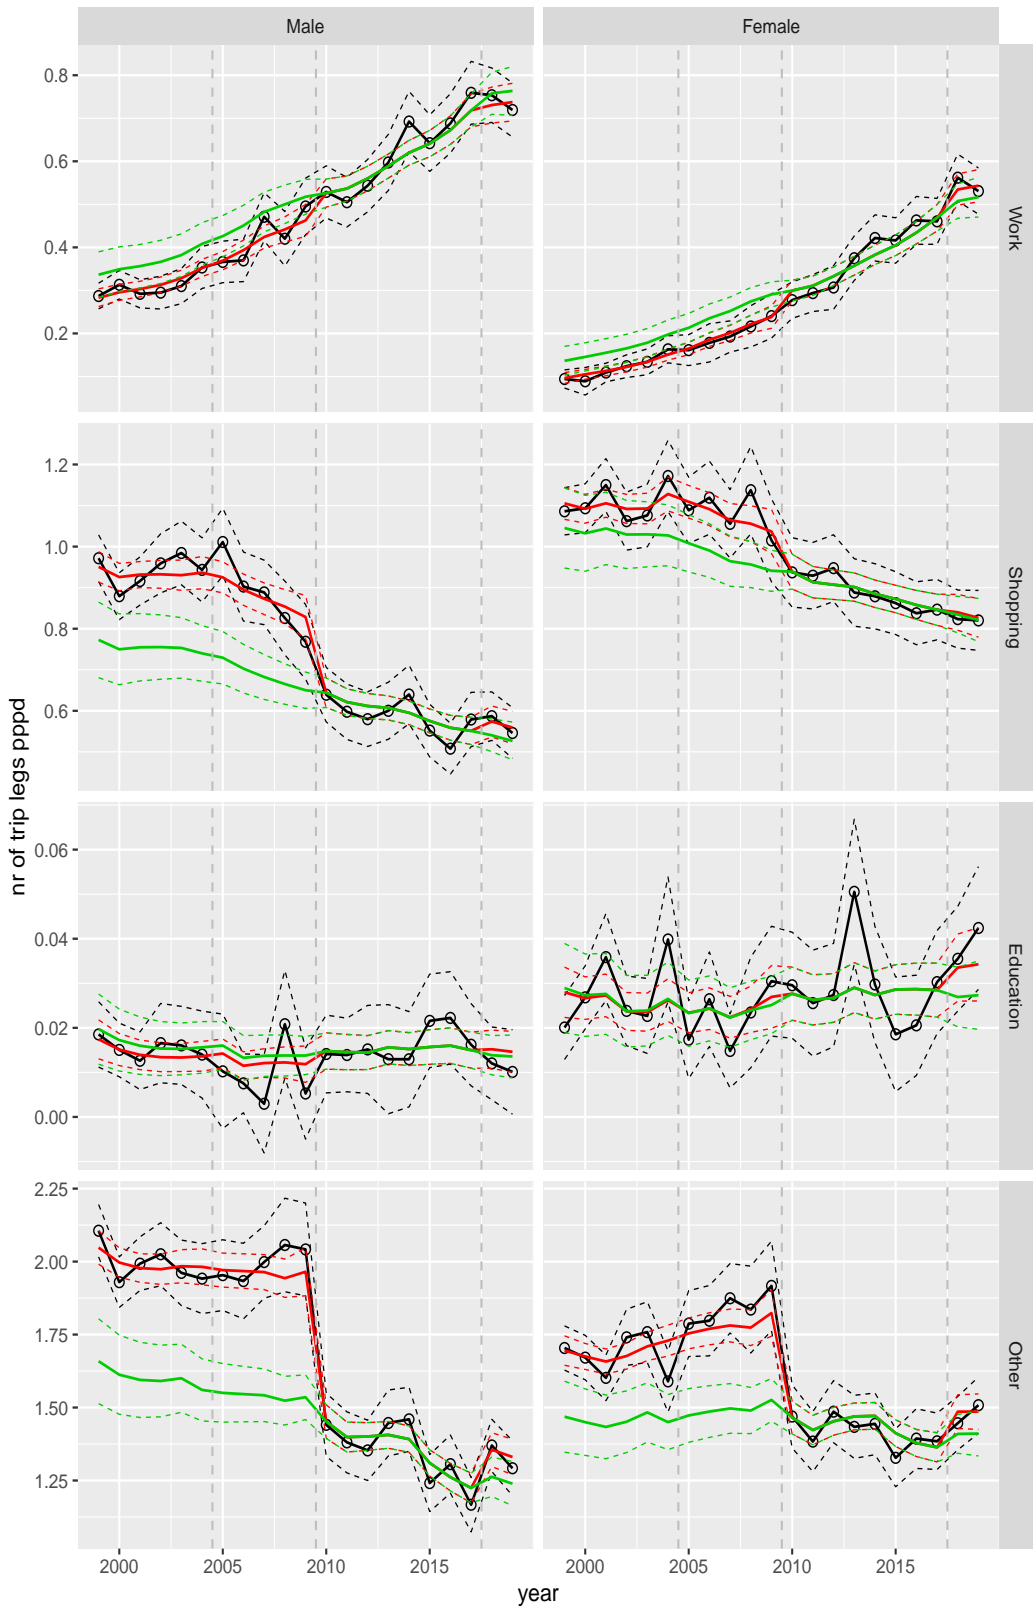 Male
Female
0.8
0.6
0.4
0.2
Work
1.2
1.0
0.8
0.6
Shopping
nr of trip legs pppd
0.06
0.04
0.02
0.00
Education
2.25
2.00
1.75
1.50
1.25
Other
2000 2005 2010 2015 2000 2005 2010 2015
year